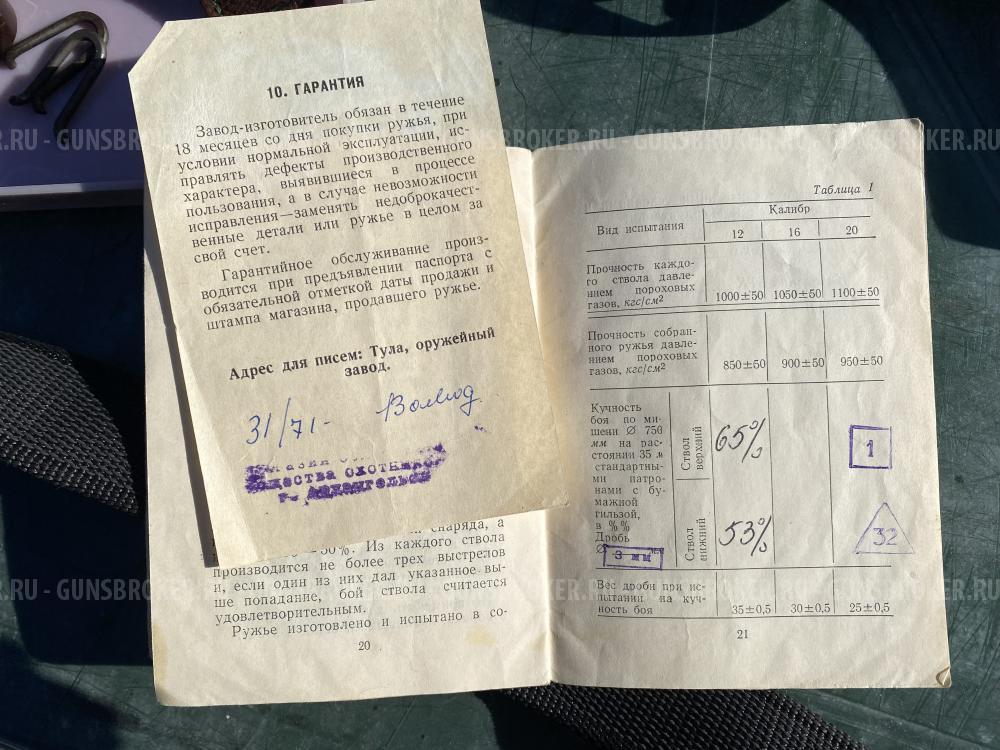 10. ГАРАНТИЯ
Завод-изготовитель обязан в течение
18 месяцев со дня покупки ружья, при
условии нормальной эксплуатации, ис-
правлять дефекты производственного
характера, выявившиеся в процессе
пользования, а в случае невозможности
исправления—заменять недоброкачест-
венные детали или ружье в целом за
свой счет.
Гарантийное обслуживание произ-
водится при предъявлении паспорта с
обязательной отметкой даты продажи и
штампа магазина, продавшего ружье.
Адрес для писем: Тула, оружейный
завод.
31/71-
г. Архангельск
снаряда, а
50%. Из каждого ствола
производится не более трех выстрелов
и, если один из них дал указанное вы-
ше попадание, бой ствола считается
удовлетворительным.
Ружье изготовлено и испытано в со-
20
Таблица 1
Вид испытания
Калибр
12 16 20
Прочность каждо-
го ствола давле-
нием пороховых
газов, кгс/см²
1000±50 1050±50 1100±50
Прочность собран-
ного ружья давле-
нием пороховых
газов, кгс/см²
850±50 900±50 950±50
Кучность
боя по ми-
шени Ø 750
мм на рас-
стоянии 35 м
стандартны-
ми патро-
нами с бу-
мажной
гильзой,
в %%
Дробь
Ø 3 мм
Ствол верхний
65%
1
Ствол нижний
53%
32
Вес дроби при ис-
пытании на куч-
ность боя
35±0,5 30±0,5 25±0,5
21
GUNSBROKER.RU - GUNSBROKER.RU